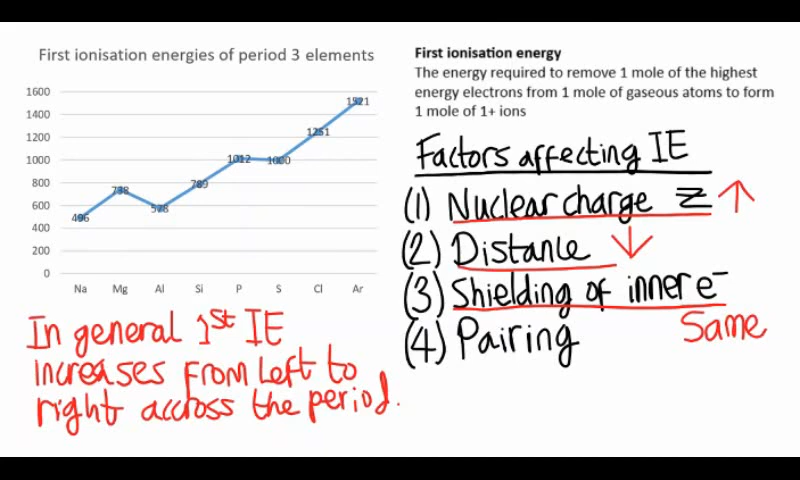 First ionisation energies of period 3 elements
1600
1400
1200
1000
800
600
400
200
0
496
738
578
789
1012
1000
1251
1521
Na Mg Al Si P S Cl Ar
In general 1st IE
increases from left to
right accross the period.
First ionisation energy
The energy required to remove 1 mole of the highest
energy electrons from 1 mole of gaseous atoms to form
1 mole of 1+ ions
Factors affecting IE
(1) Nuclear charge Z ↑
(2) Distance ↓
(3) Shielding of inner e⁻
Same
(4) Pairing